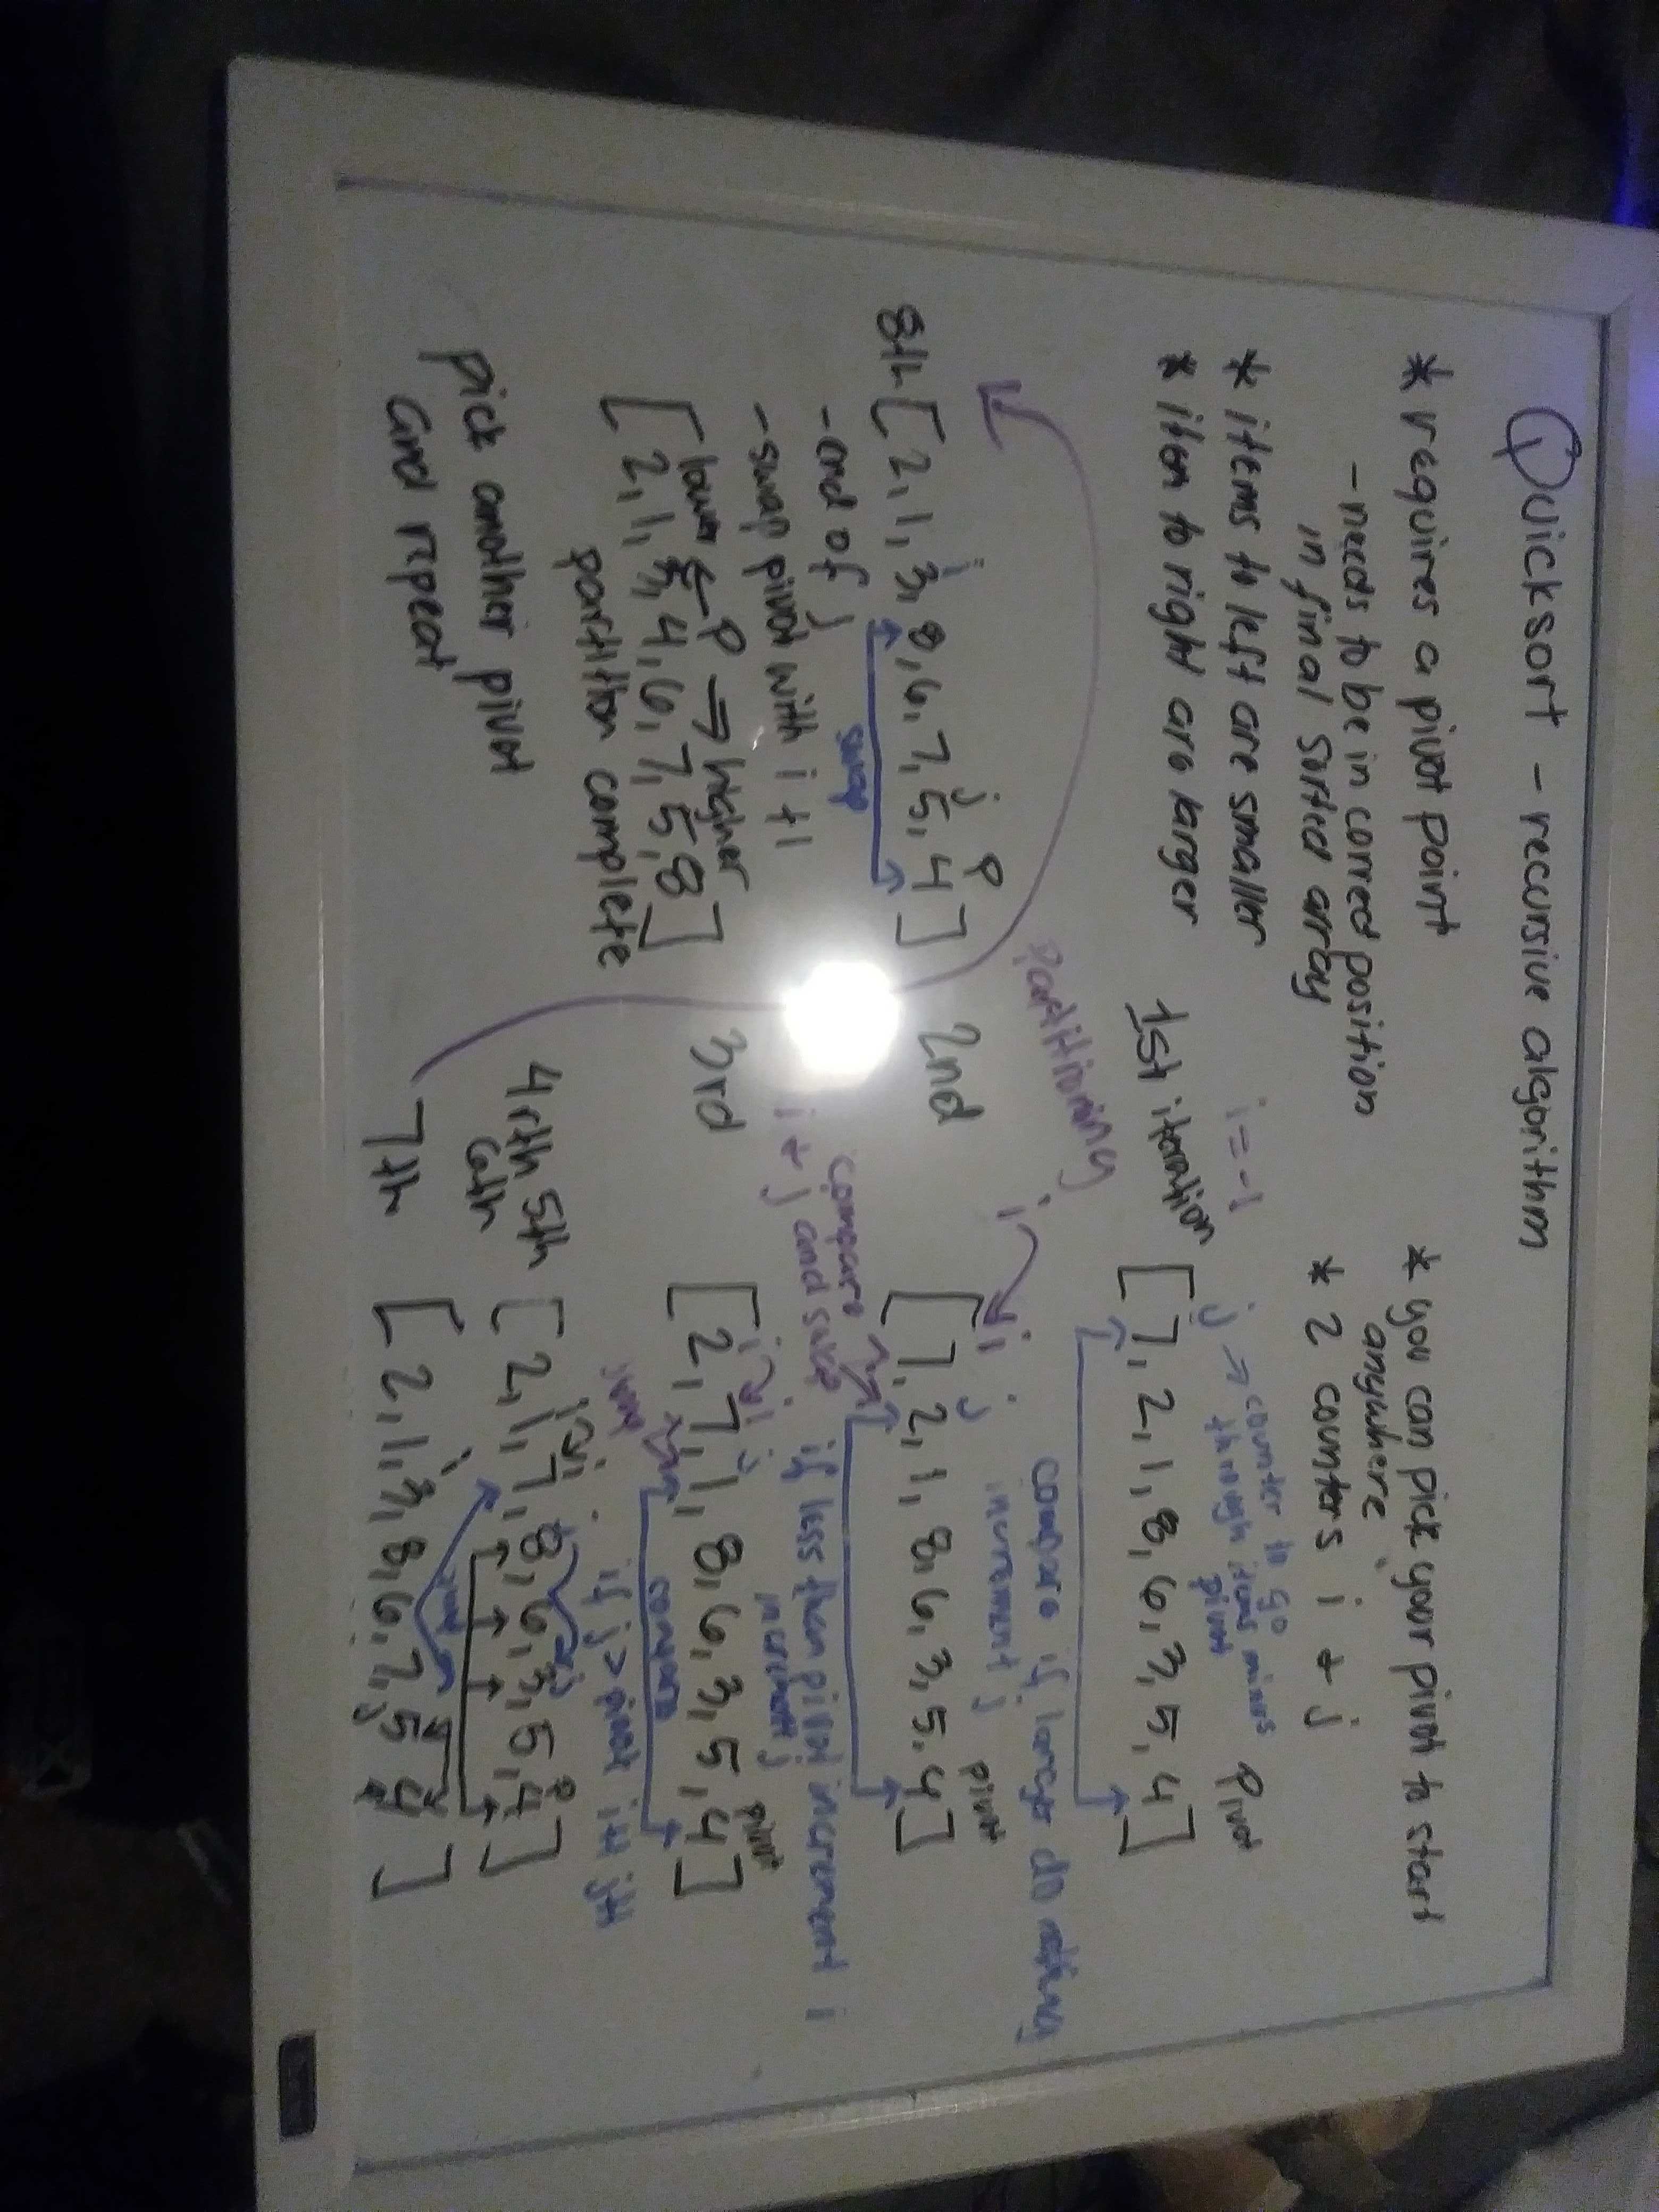 Quicksort - recursive algorithm
* requires a pivot point
- needs to be in correct position
in final sorted array
* items to left are smaller
* item to right are larger
* you can pick your pivot to start
anywhere
* 2 counters i & j
i = -1
j → counter to go
through items minus
pivot
Pivot
1st iteration
[7, 2, 1, 8, 6, 3, 5, 4]
compare if larger do nothing
increment j
Partitioning
i
i j pivot
2nd
[7, 2, 1, 8, 6, 3, 5, 4]
compare
i & j and swap
if less than pivot increment i
increment j
i i j pivot
3rd
[2, 7, 1, 8, 6, 3, 5, 4]
compare
swap
if j > pivot i++ j++
i i j P
4rth 5th
6th
[2, 1, 7, 8, 6, 3, 5, 4]
swap
i
7th
[2, 1, 3, 8, 6, 7, 5 4]
j P
i j P
8th [2, 1, 3, 8, 6, 7, 5, 4]
swap
- end of j
- swap pivot with i + 1
lower ← P → higher
[2, 1, 3, 4, 6, 7, 5, 8]
partition complete
pick another pivot
and repeat